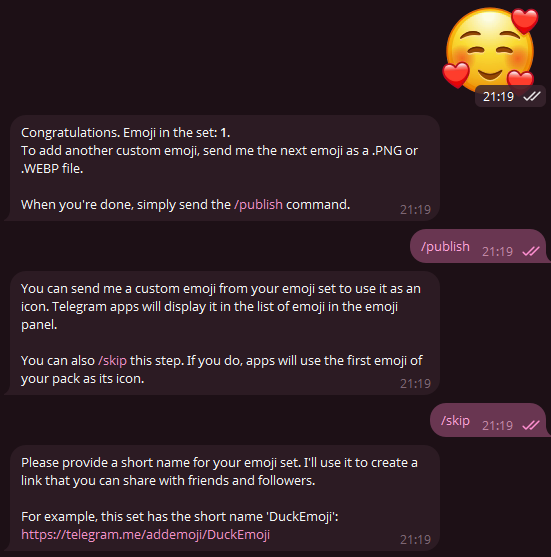 21:19
Congratulations. Emoji in the set: 1.
To add another custom emoji, send me the next emoji as a .PNG or
.WEBP file.
When you're done, simply send the /publish command.
21:19
/publish 21:19
You can send me a custom emoji from your emoji set to use it as an
icon. Telegram apps will display it in the list of emoji in the emoji
panel.
You can also /skip this step. If you do, apps will use the first emoji of
your pack as its icon.
21:19
/skip 21:19
Please provide a short name for your emoji set. I'll use it to create a
link that you can share with friends and followers.
For example, this set has the short name 'DuckEmoji':
https://telegram.me/addemoji/DuckEmoji
21:19